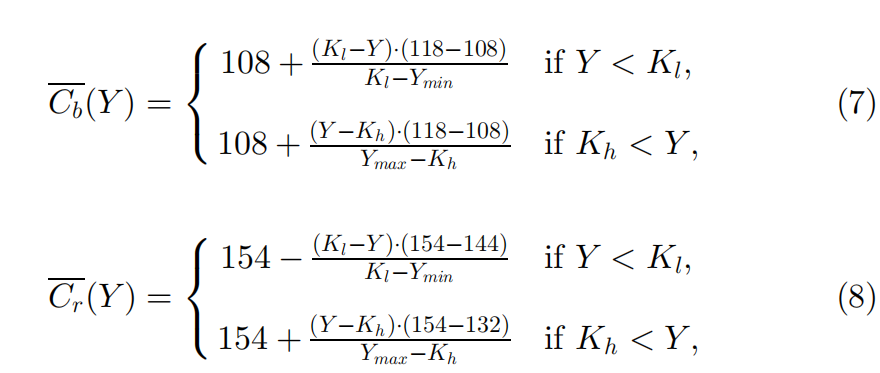 $\overline{C_b}(Y) = \begin{cases} 108 + \frac{(K_l-Y)\cdot(118-108)}{K_l-Y_{min}} & \text{if } Y < K_l, \\ 108 + \frac{(Y-K_h)\cdot(118-108)}{Y_{max}-K_h} & \text{if } K_h < Y, \end{cases}$ (7)
$\overline{C_r}(Y) = \begin{cases} 154 - \frac{(K_l-Y)\cdot(154-144)}{K_l-Y_{min}} & \text{if } Y < K_l, \\ 154 + \frac{(Y-K_h)\cdot(154-132)}{Y_{max}-K_h} & \text{if } K_h < Y, \end{cases}$ (8)